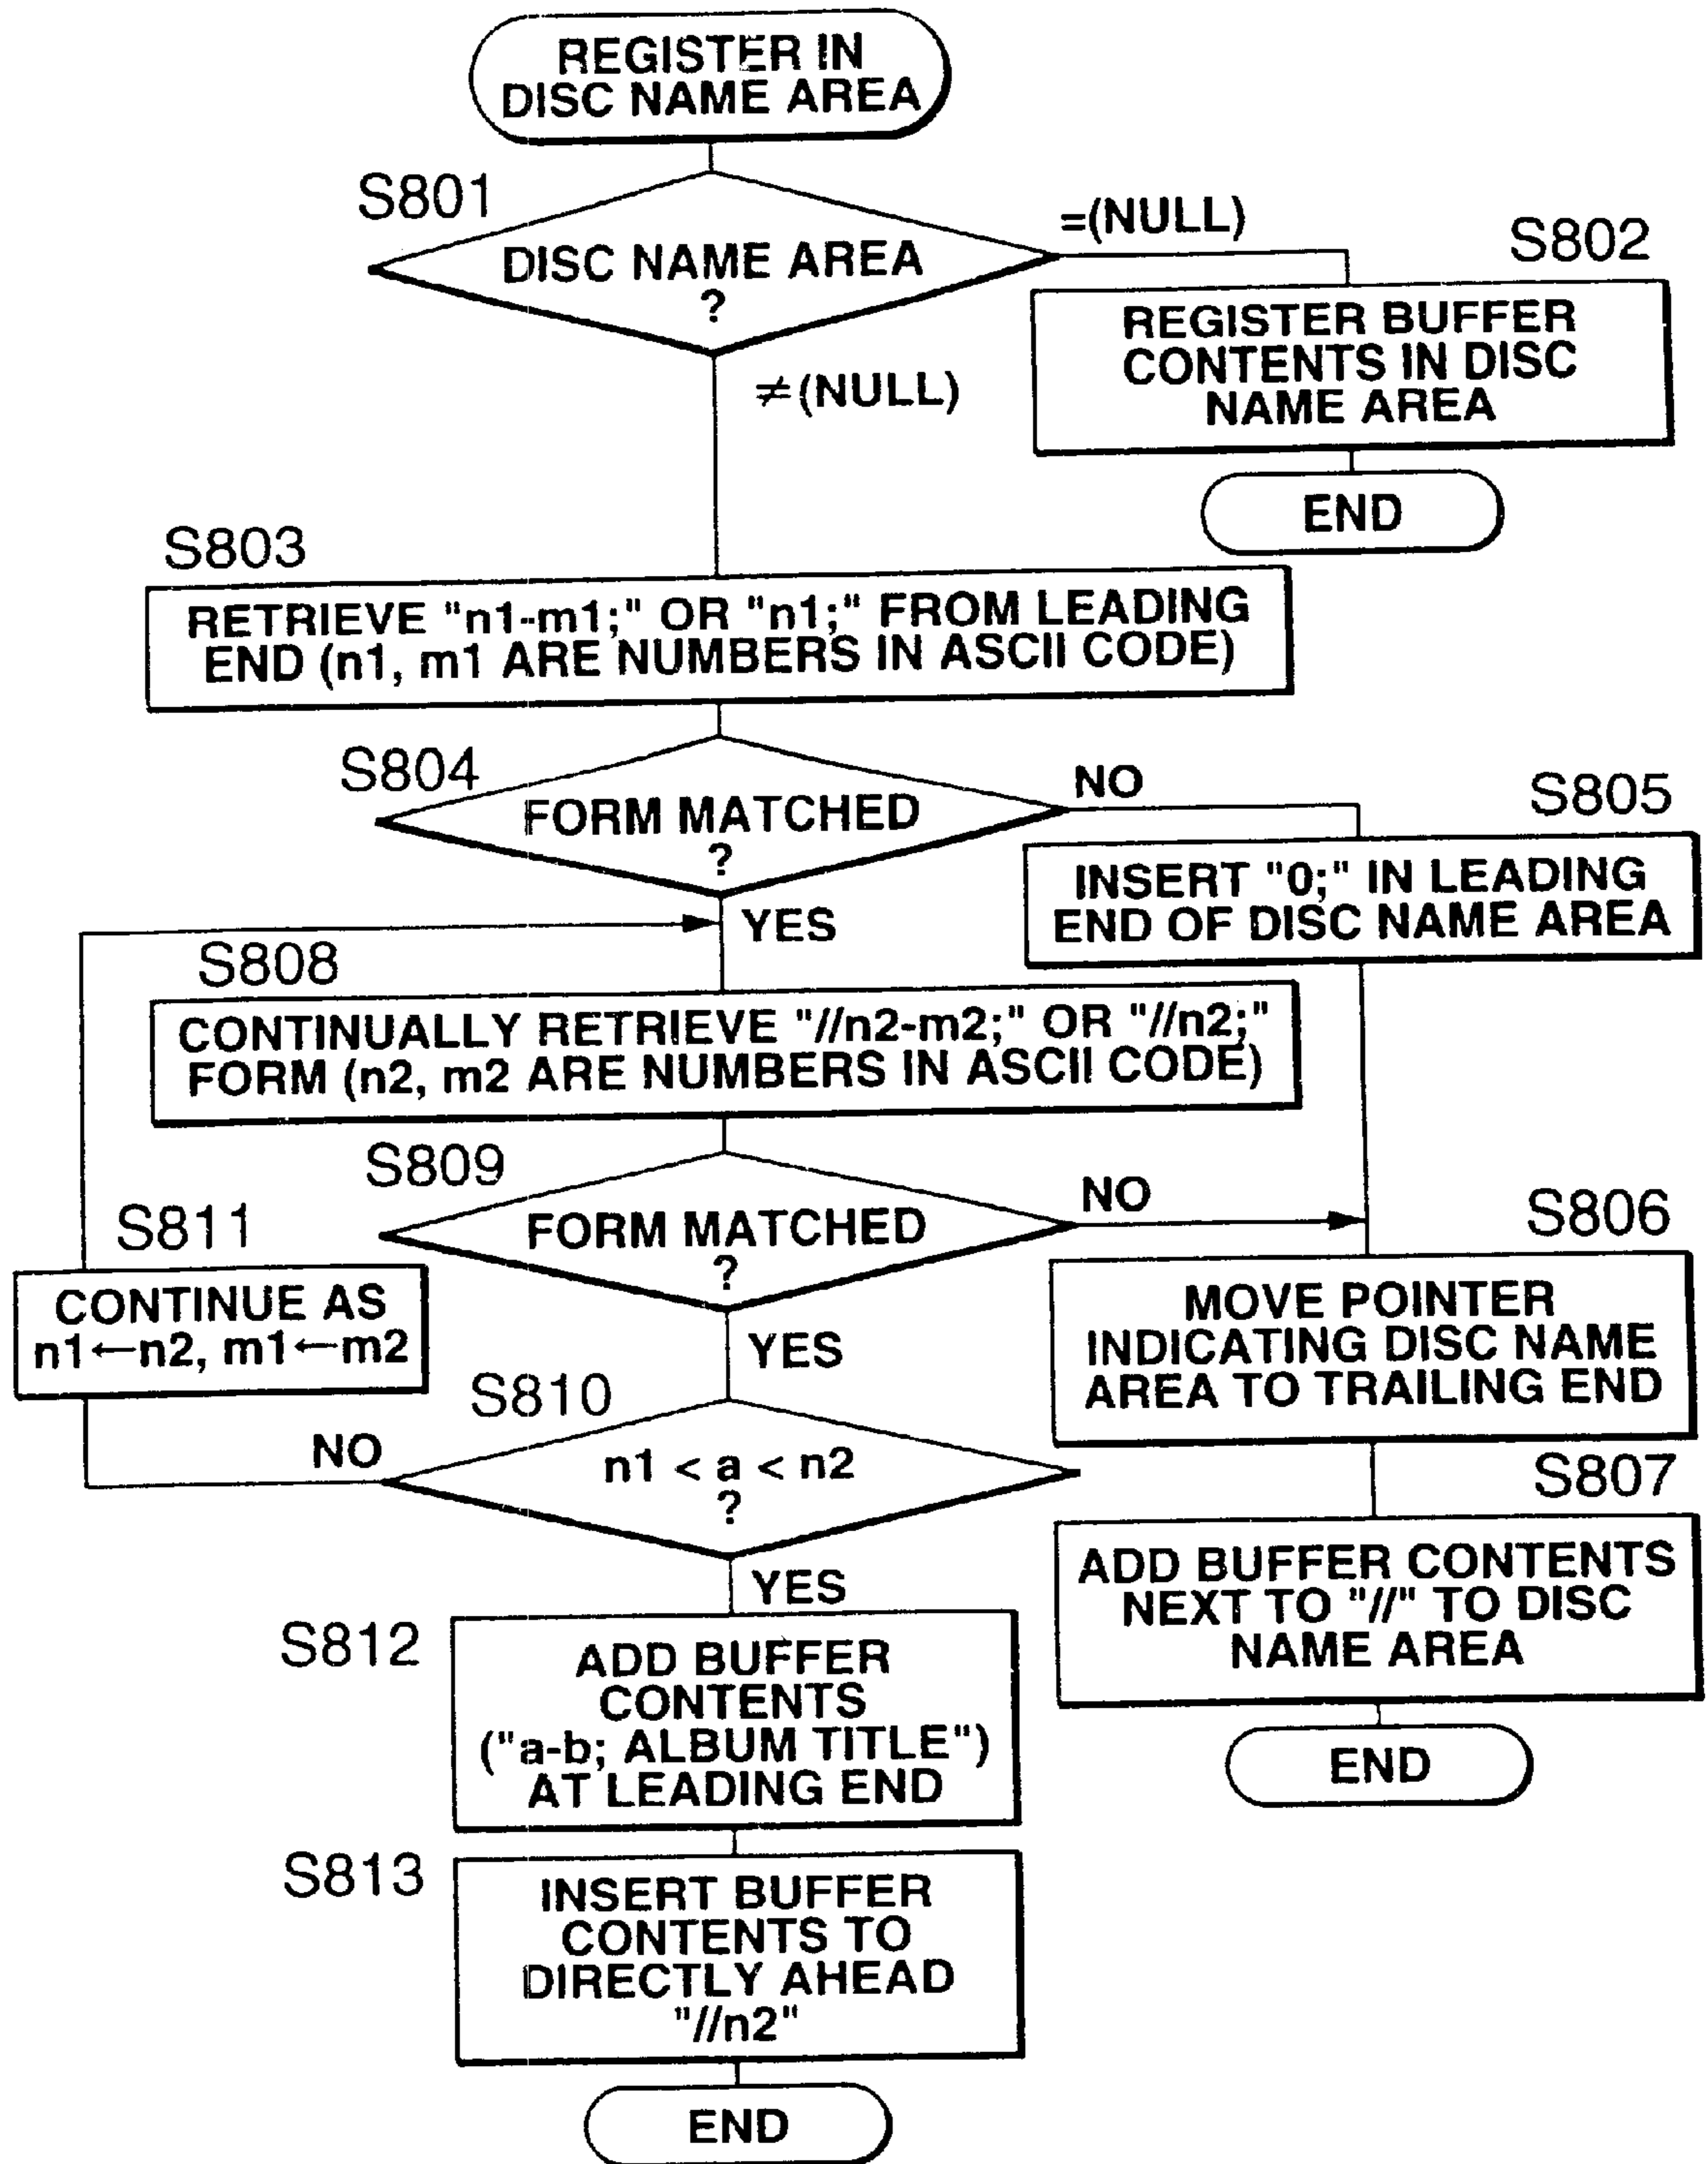 REGISTER IN
DISC NAME AREA
S801
DISC NAME AREA
?
=(NULL)
≠(NULL)
S802
REGISTER BUFFER
CONTENTS IN DISC
NAME AREA
END
S803
RETRIEVE "n1-m1;" OR "n1;" FROM LEADING
END (n1, m1 ARE NUMBERS IN ASCII CODE)
S804
FORM MATCHED
?
NO
YES
S805
INSERT "0;" IN LEADING
END OF DISC NAME AREA
S808
CONTINUALLY RETRIEVE "//n2-m2;" OR "//n2;"
FORM (n2, m2 ARE NUMBERS IN ASCII CODE)
S809
FORM MATCHED
?
NO
YES
S811
CONTINUE AS
n1←n2, m1←m2
S806
MOVE POINTER
INDICATING DISC NAME
AREA TO TRAILING END
S810
n1 < a < n2
?
NO
YES
S807
ADD BUFFER CONTENTS
NEXT TO "//" TO DISC
NAME AREA
END
S812
ADD BUFFER
CONTENTS
("a-b; ALBUM TITLE")
AT LEADING END
S813
INSERT BUFFER
CONTENTS TO
DIRECTLY AHEAD
"//n2"
END